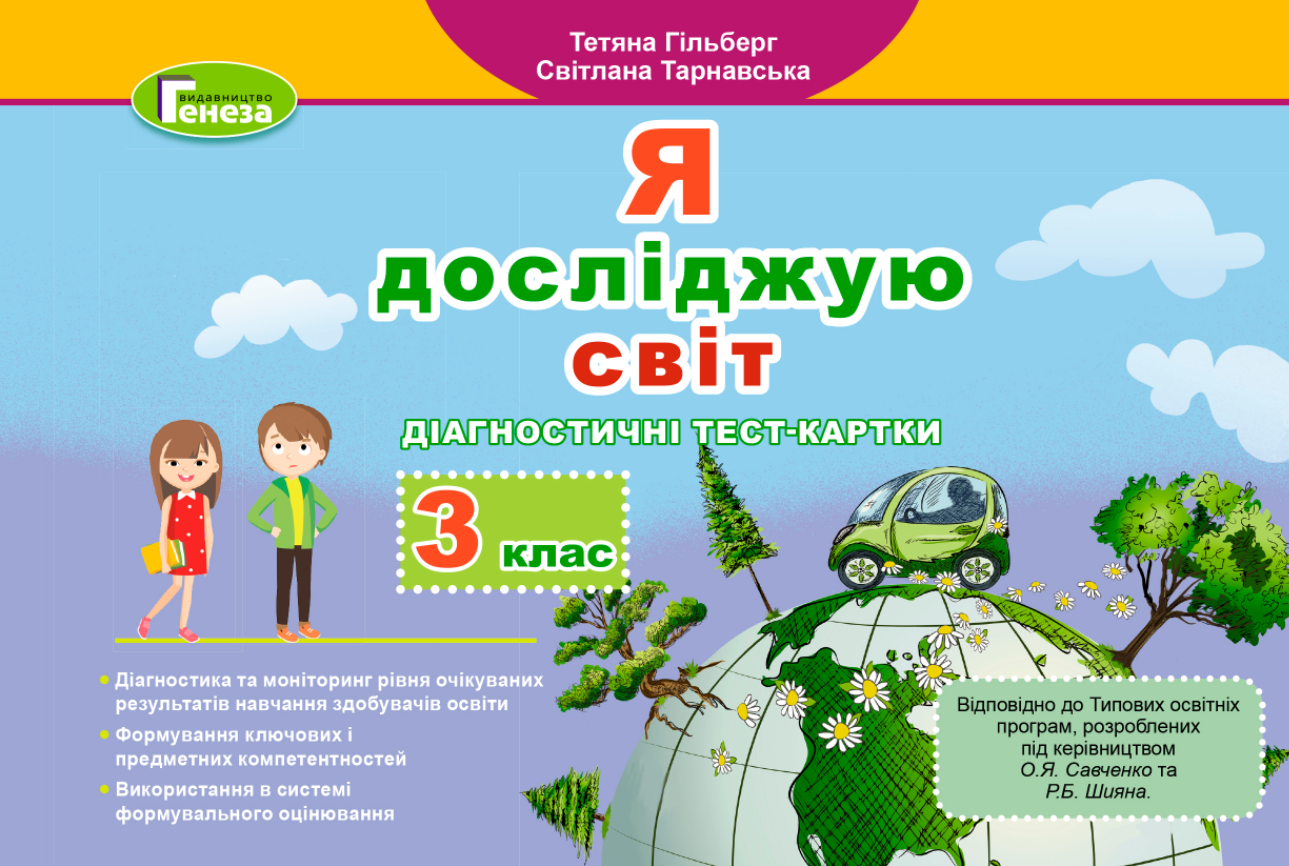 Тетяна Гільберг
Світлана Тарнавська
видавництво
Генеза
Я
досліджую
світ
ДІАГНОСТИЧНІ ТЕСТ-КАРТКИ
3 клас
• Діагностика та моніторинг рівня очікуваних
результатів навчання здобувачів освіти
• Формування ключових і
предметних компетентностей
• Використання в системі
формувального оцінювання
Відповідно до Типових освітніх
програм, розроблених
під керівництвом
О.Я. Савченко та
Р.Б. Шияна.